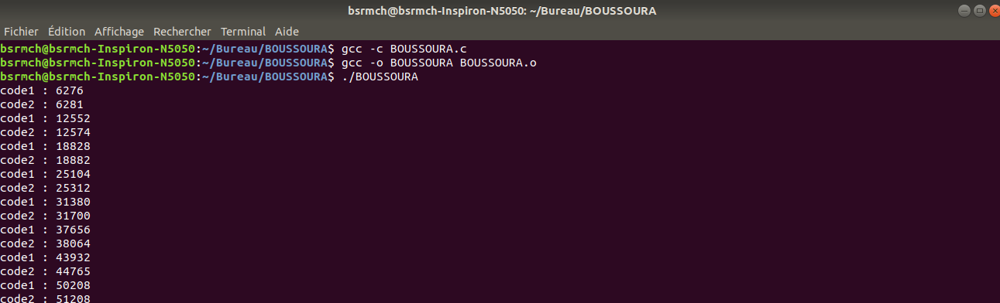 bsrmch@bsrmch-Inspiron-N5050: ~/Bureau/BOUSSOURA
Fichier Édition Affichage Rechercher Terminal Aide
bsrmch@bsrmch-Inspiron-N5050:~/Bureau/BOUSSOURA$ gcc -c BOUSSOURA.c
bsrmch@bsrmch-Inspiron-N5050:~/Bureau/BOUSSOURA$ gcc -o BOUSSOURA BOUSSOURA.o
bsrmch@bsrmch-Inspiron-N5050:~/Bureau/BOUSSOURA$ ./BOUSSOURA
code1 : 6276
code2 : 6281
code1 : 12552
code2 : 12574
code1 : 18828
code2 : 18882
code1 : 25104
code2 : 25312
code1 : 31380
code2 : 31700
code1 : 37656
code2 : 38064
code1 : 43932
code2 : 44765
code1 : 50208
code2 : 51208